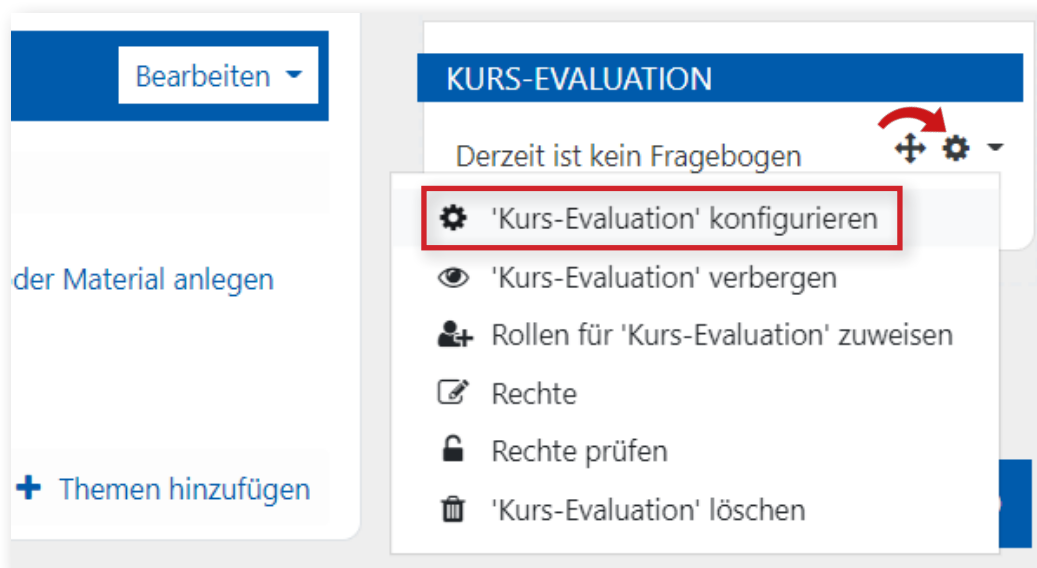 Bearbeiten
KURS-EVALUATION
Derzeit ist kein Fragebogen
'Kurs-Evaluation' konfigurieren
'Kurs-Evaluation' verbergen
der Material anlegen
Rollen für 'Kurs-Evaluation' zuweisen
Rechte
Rechte prüfen
Themen hinzufügen
'Kurs-Evaluation' löschen